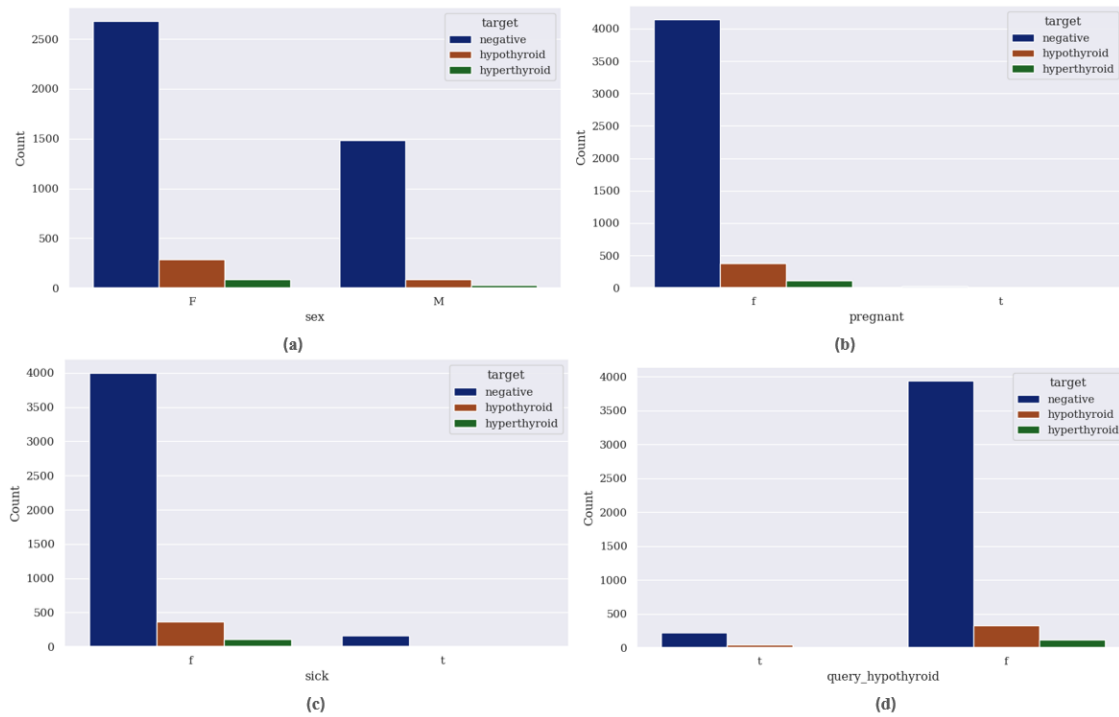 target
negative
hypothyroid
hyperthyroid
2500
2000
1500
1000
500
0
Count
F M
sex
(a)
target
negative
hypothyroid
hyperthyroid
4000
3500
3000
2500
2000
1500
1000
500
0
Count
f t
pregnant
(b)
target
negative
hypothyroid
hyperthyroid
4000
3500
3000
2500
2000
1500
1000
500
0
Count
f t
sick
(c)
target
negative
hypothyroid
hyperthyroid
4000
3500
3000
2500
2000
1500
1000
500
0
Count
t f
query_hypothyroid
(d)